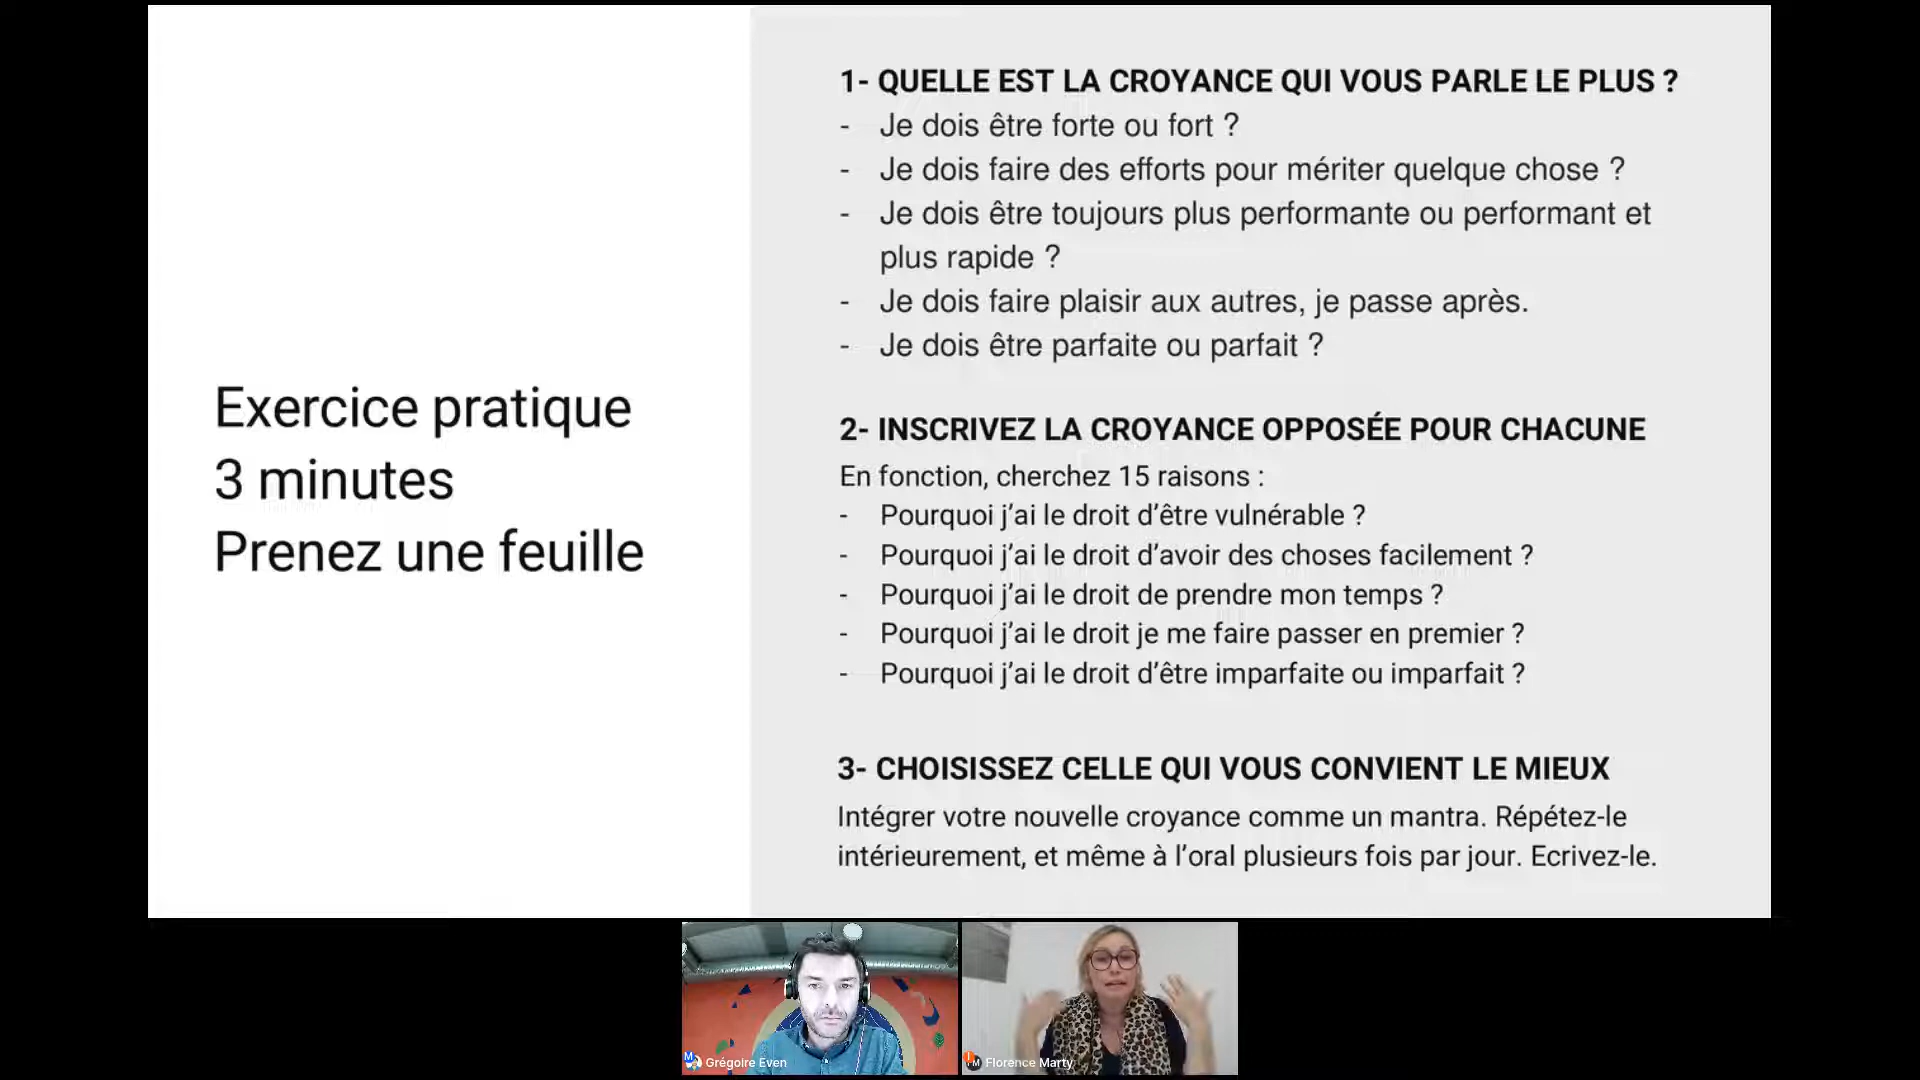 Exercice pratique
3 minutes
Prenez une feuille
1- QUELLE EST LA CROYANCE QUI VOUS PARLE LE PLUS ?
- Je dois être forte ou fort ?
- Je dois faire des efforts pour mériter quelque chose ?
- Je dois être toujours plus performante ou performant et
plus rapide ?
- Je dois faire plaisir aux autres, je passe après.
- Je dois être parfaite ou parfait ?
2- INSCRIVEZ LA CROYANCE OPPOSÉE POUR CHACUNE
En fonction, cherchez 15 raisons :
- Pourquoi j’ai le droit d’être vulnérable ?
- Pourquoi j’ai le droit d’avoir des choses facilement ?
- Pourquoi j’ai le droit de prendre mon temps ?
- Pourquoi j’ai le droit je me faire passer en premier ?
- Pourquoi j’ai le droit d’être imparfaite ou imparfait ?
3- CHOISISSEZ CELLE QUI VOUS CONVIENT LE MIEUX
Intégrer votre nouvelle croyance comme un mantra. Répétez-le
intérieurement, et même à l’oral plusieurs fois par jour. Ecrivez-le.
Grégoire Even
Florence Marty